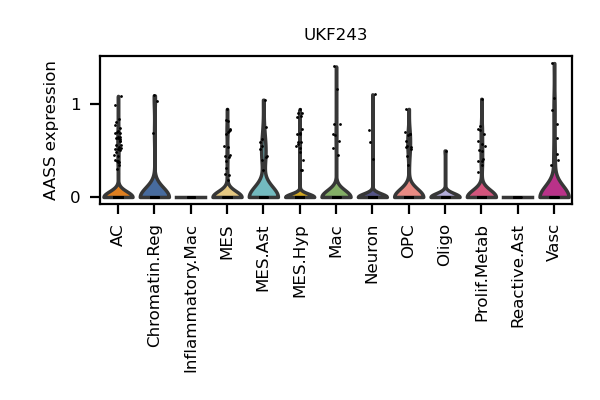 UKF243
AASS expression
1
0
AC
Chromatin.Reg
Inflammatory.Mac
MES
MES.Ast
MES.Hyp
Mac
Neuron
OPC
Oligo
Prolif.Metab
Reactive.Ast
Vasc